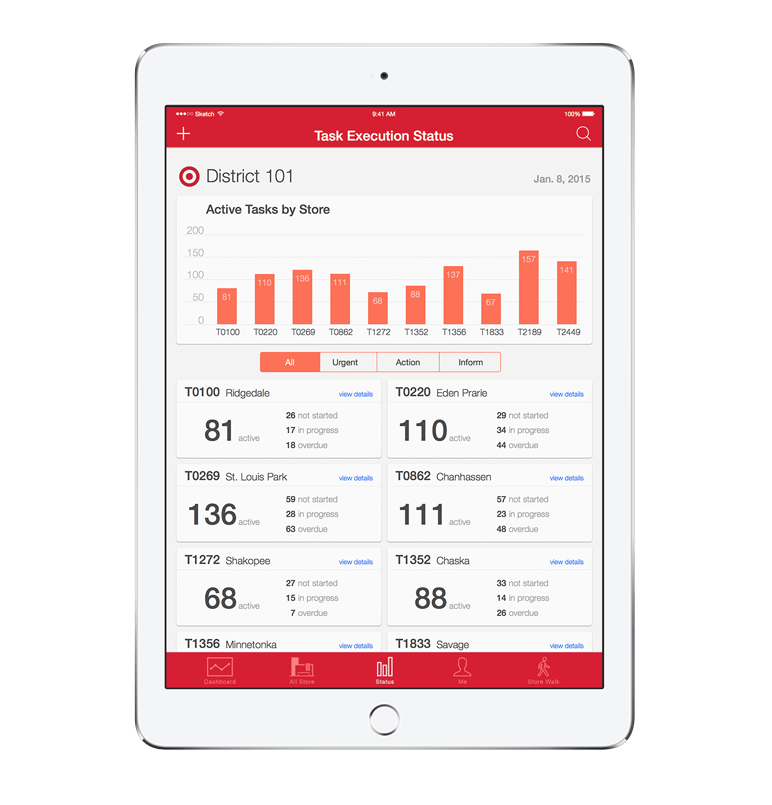 Sketch 9:41 AM 100%
Task Execution Status
District 101 Jan. 8, 2015
Active Tasks by Store
200
150
100
50
0
81 110 136 111 68 88 137 67 157 141
T0100 T0220 T0269 T0862 T1272 T1352 T1356 T1833 T2189 T2449
All Urgent Action Inform
T0100 Ridgedale view details
81 active
26 not started
17 in progress
18 overdue
T0220 Eden Prarie view details
110 active
29 not started
34 in progress
44 overdue
T0269 St. Louis Park view details
136 active
59 not started
28 in progress
63 overdue
T0862 Chanhassen view details
111 active
57 not started
23 in progress
48 overdue
T1272 Shakopee view details
68 active
27 not started
15 in progress
7 overdue
T1352 Chaska view details
88 active
33 not started
14 in progress
26 overdue
T1356 Minnetonka view details
T1833 Savage view details
Dashboard All Store Status Me Store Walk